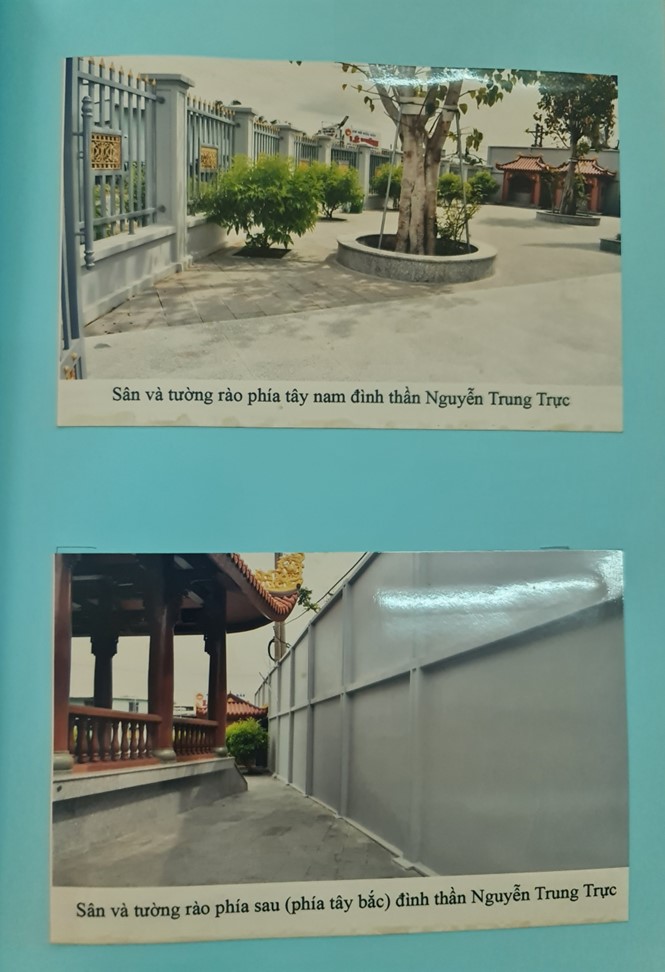 Sân và tường rào phía tây nam đình thần Nguyễn Trung Trực
Sân và tường rào phía sau (phía tây bắc) đình thần Nguyễn Trung Trực